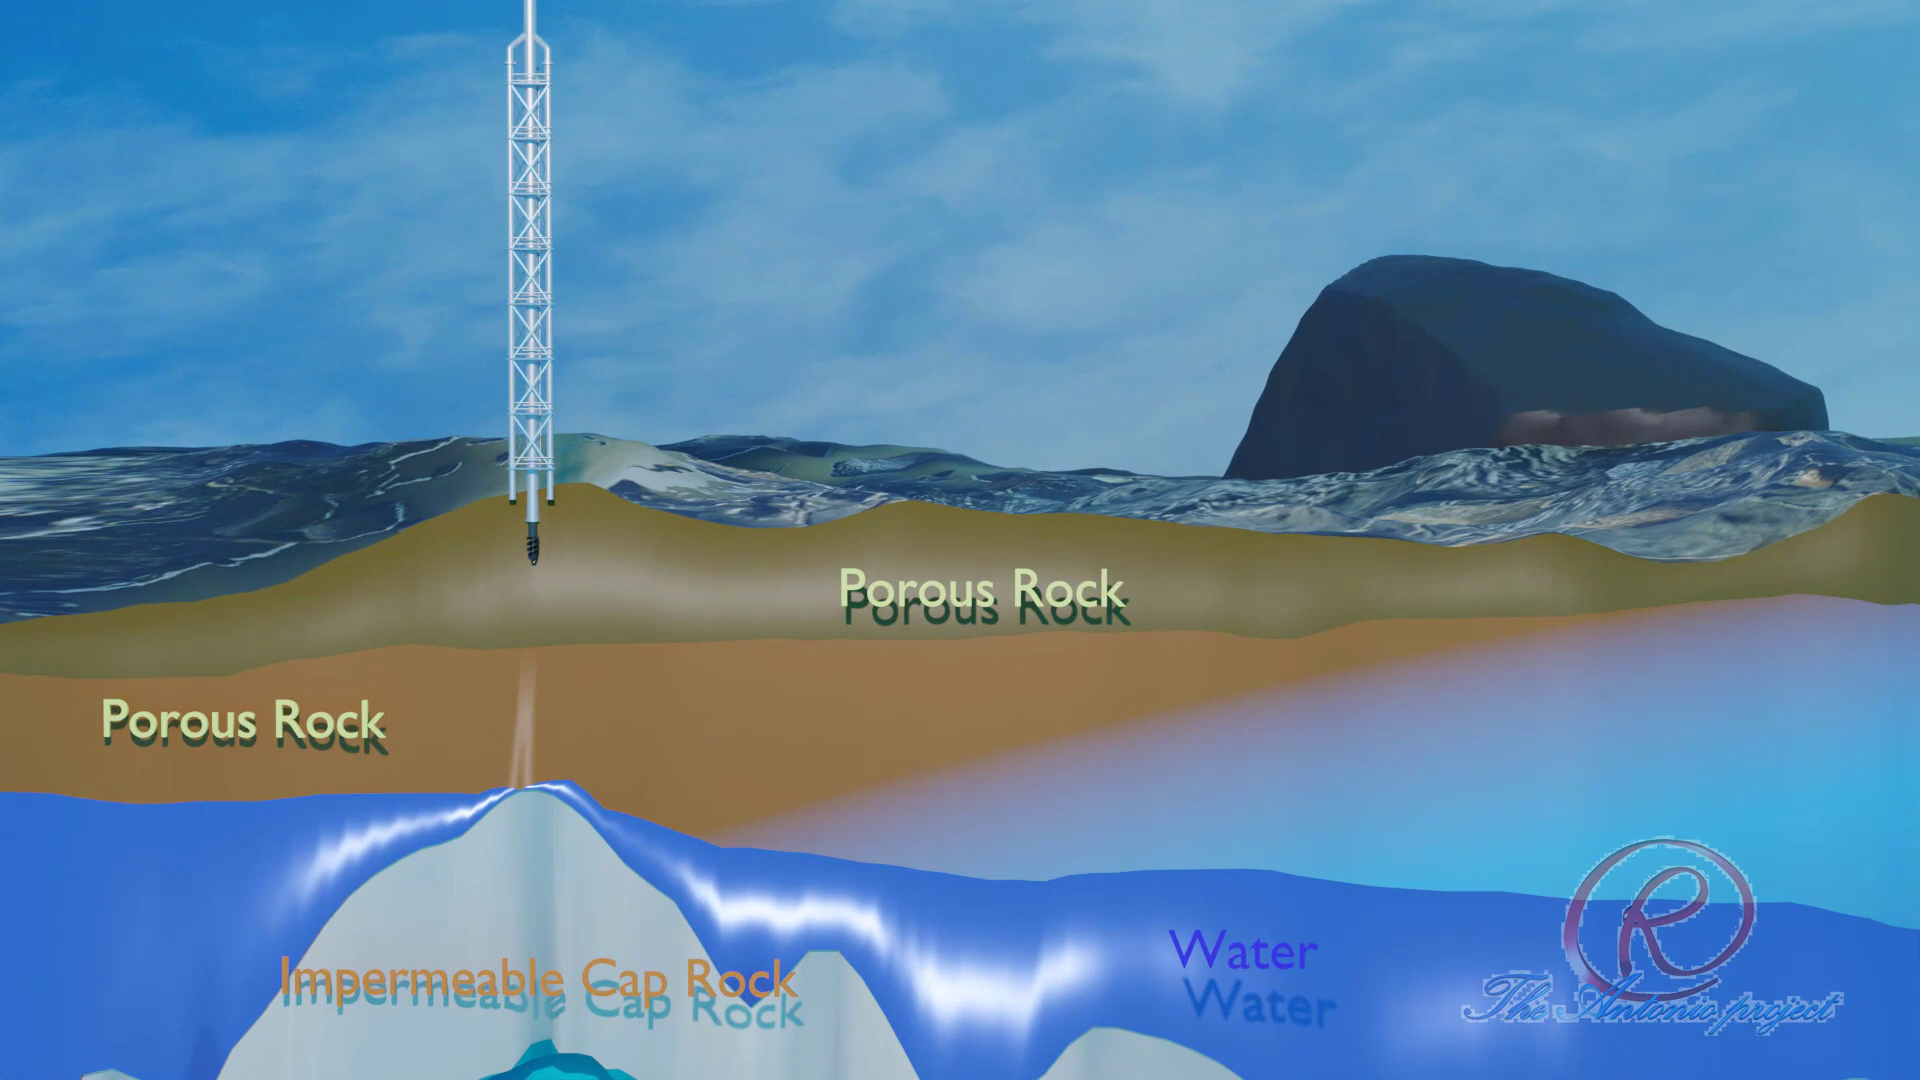 Porous Rock
Porous Rock
Impermeable Cap Rock
Water
R
The Antonio project